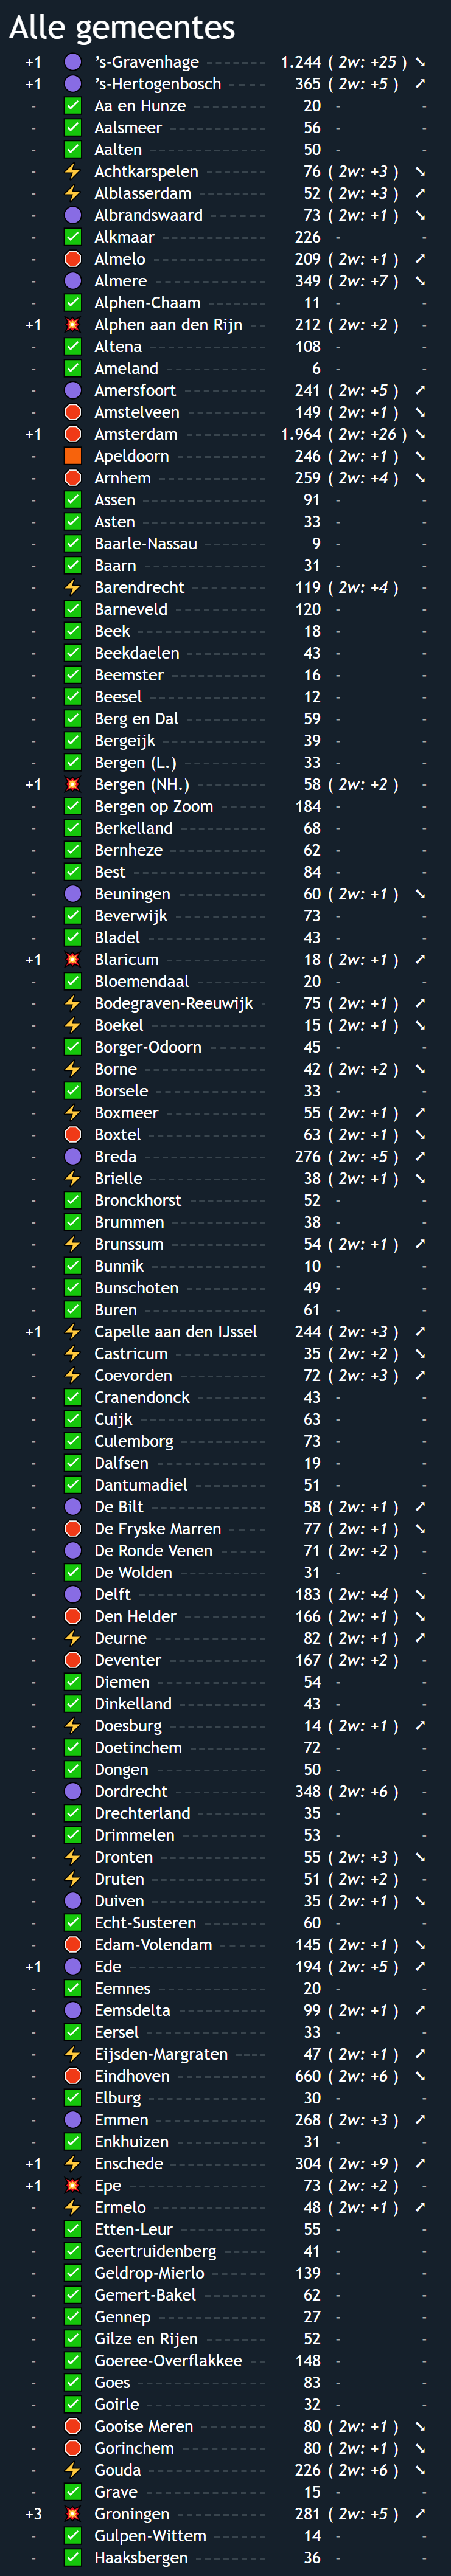 Alle gemeentes
+1 🟣 ’s-Gravenhage 1.244 ( 2w: +25 ) ➘
+1 🟣 ’s-Hertogenbosch 365 ( 2w: +5 ) ➚
- ✅ Aa en Hunze 20 - -
- ✅ Aalsmeer 56 - -
- ✅ Aalten 50 - -
- ⚡ Achtkarspelen 76 ( 2w: +3 ) ➘
- ⚡ Alblasserdam 52 ( 2w: +3 ) ➚
- 🟣 Albrandswaard 73 ( 2w: +1 ) ➘
- ✅ Alkmaar 226 - -
- 🛑 Almelo 209 ( 2w: +1 ) ➚
- 🟣 Almere 349 ( 2w: +7 ) ➘
- ✅ Alphen-Chaam 11 - -
+1 💥 Alphen aan den Rijn 212 ( 2w: +2 ) -
- ✅ Altena 108 - -
- ✅ Ameland 6 - -
- 🟣 Amersfoort 241 ( 2w: +5 ) ➚
- 🛑 Amstelveen 149 ( 2w: +1 ) ➘
+1 🛑 Amsterdam 1.964 ( 2w: +26 ) ➘
- 🟧 Apeldoorn 246 ( 2w: +1 ) ➘
- 🛑 Arnhem 259 ( 2w: +4 ) ➘
- ✅ Assen 91 - -
- ✅ Asten 33 - -
- ✅ Baarle-Nassau 9 - -
- ✅ Baarn 31 - -
- ⚡ Barendrecht 119 ( 2w: +4 ) -
- ✅ Barneveld 120 - -
- ✅ Beek 18 - -
- ✅ Beekdaelen 43 - -
- ✅ Beemster 16 - -
- ✅ Beesel 12 - -
- ✅ Berg en Dal 59 - -
- ✅ Bergeijk 39 - -
- ✅ Bergen (L.) 33 - -
+1 💥 Bergen (NH.) 58 ( 2w: +2 ) -
- ✅ Bergen op Zoom 184 - -
- ✅ Berkelland 68 - -
- ✅ Bernheze 62 - -
- ✅ Best 84 - -
- 🟣 Beuningen 60 ( 2w: +1 ) ➘
- ✅ Beverwijk 73 - -
- ✅ Bladel 43 - -
+1 💥 Blaricum 18 ( 2w: +1 ) ➚
- ✅ Bloemendaal 20 - -
- ⚡ Bodegraven-Reeuwijk 75 ( 2w: +1 ) ➚
- ⚡ Boekel 15 ( 2w: +1 ) ➘
- ✅ Borger-Odoorn 45 - -
- ⚡ Borne 42 ( 2w: +2 ) ➘
- ✅ Borsele 33 - -
- ⚡ Boxmeer 55 ( 2w: +1 ) ➚
- 🛑 Boxtel 63 ( 2w: +1 ) ➘
- 🟣 Breda 276 ( 2w: +5 ) ➚
- ⚡ Brielle 38 ( 2w: +1 ) ➘
- ✅ Bronckhorst 52 - -
- ✅ Brummen 38 - -
- ⚡ Brunssum 54 ( 2w: +1 ) ➚
- ✅ Bunnik 10 - -
- ✅ Bunschoten 49 - -
- ✅ Buren 61 - -
+1 ⚡ Capelle aan den IJssel 244 ( 2w: +3 ) ➚
- ⚡ Castricum 35 ( 2w: +2 ) ➘
- ⚡ Coevorden 72 ( 2w: +3 ) ➚
- ✅ Cranendonck 43 - -
- ✅ Cuijk 63 - -
- ✅ Culemborg 73 - -
- ✅ Dalfsen 19 - -
- ✅ Dantumadiel 51 - -
- 🟣 De Bilt 58 ( 2w: +1 ) ➚
- 🛑 De Fryske Marren 77 ( 2w: +1 ) ➘
- 🟣 De Ronde Venen 71 ( 2w: +2 ) -
- ✅ De Wolden 31 - -
- 🟣 Delft 183 ( 2w: +4 ) ➘
- 🛑 Den Helder 166 ( 2w: +1 ) ➘
- ⚡ Deurne 82 ( 2w: +1 ) ➚
- 🛑 Deventer 167 ( 2w: +2 ) -
- ✅ Diemen 54 - -
- ✅ Dinkelland 43 - -
- ⚡ Doesburg 14 ( 2w: +1 ) ➚
- ✅ Doetinchem 72 - -
- ✅ Dongen 50 - -
- 🟣 Dordrecht 348 ( 2w: +6 ) -
- ✅ Drechterland 35 - -
- ✅ Drimmelen 53 - -
- ⚡ Dronten 55 ( 2w: +3 ) ➘
- ⚡ Druten 51 ( 2w: +2 ) -
- 🟣 Duiven 35 ( 2w: +1 ) ➘
- ✅ Echt-Susteren 60 - -
- 🛑 Edam-Volendam 145 ( 2w: +1 ) ➘
+1 🟣 Ede 194 ( 2w: +5 ) ➚
- ✅ Eemnes 20 - -
- 🟣 Eemsdelta 99 ( 2w: +1 ) ➚
- ✅ Eersel 33 - -
- ⚡ Eijsden-Margraten 47 ( 2w: +1 ) ➚
- 🛑 Eindhoven 660 ( 2w: +6 ) ➘
- ✅ Elburg 30 - -
- 🟣 Emmen 268 ( 2w: +3 ) ➚
- ✅ Enkhuizen 31 - -
+1 ⚡ Enschede 304 ( 2w: +9 ) ➚
+1 💥 Epe 73 ( 2w: +2 ) -
- ⚡ Ermelo 48 ( 2w: +1 ) ➚
- ✅ Etten-Leur 55 - -
- ✅ Geertruidenberg 41 - -
- ✅ Geldrop-Mierlo 139 - -
- ✅ Gemert-Bakel 62 - -
- ✅ Gennep 27 - -
- ✅ Gilze en Rijen 52 - -
- ✅ Goeree-Overflakkee 148 - -
- ✅ Goes 83 - -
- ✅ Goirle 32 - -
- 🛑 Gooise Meren 80 ( 2w: +1 ) ➘
- 🛑 Gorinchem 80 ( 2w: +1 ) ➘
- ⚡ Gouda 226 ( 2w: +6 ) ➘
- ✅ Grave 15 - -
+3 💥 Groningen 281 ( 2w: +5 ) ➚
- ✅ Gulpen-Wittem 14 - -
- ✅ Haaksbergen 36 - -